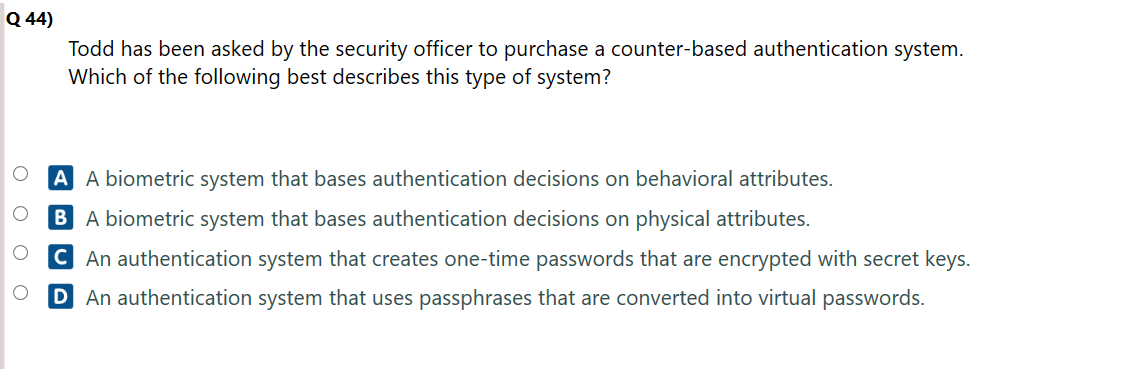 Q 44)
Todd has been asked by the security officer to purchase a counter-based authentication system.
Which of the following best describes this type of system?
A A biometric system that bases authentication decisions on behavioral attributes.
B A biometric system that bases authentication decisions on physical attributes.
C An authentication system that creates one-time passwords that are encrypted with secret keys.
D An authentication system that uses passphrases that are converted into virtual passwords.